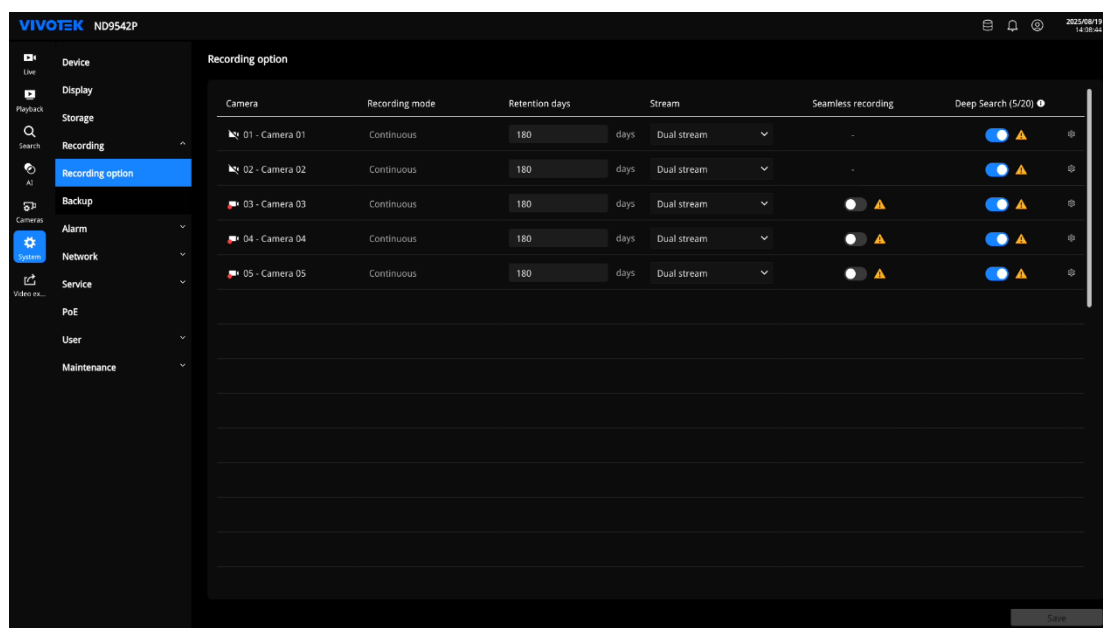 VIVOTEK ND9542P
2025/08/19
14:08:44
Live
Playback
Search
AI
Cameras
System
Video ex...
Device
Display
Storage
Recording
Recording option
Backup
Alarm
Network
Service
PoE
User
Maintenance
Recording option
Camera Recording mode Retention days Stream Seamless recording Deep Search (5/20)
01 - Camera 01 Continuous 180 days Dual stream -
02 - Camera 02 Continuous 180 days Dual stream -
03 - Camera 03 Continuous 180 days Dual stream
04 - Camera 04 Continuous 180 days Dual stream
05 - Camera 05 Continuous 180 days Dual stream
Save